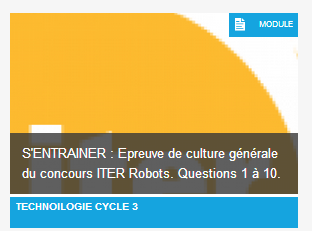 MODULE
S'ENTRAINER : Epreuve de culture générale
du concours ITER Robots. Questions 1 à 10.
TECHNOILOGIE CYCLE 3